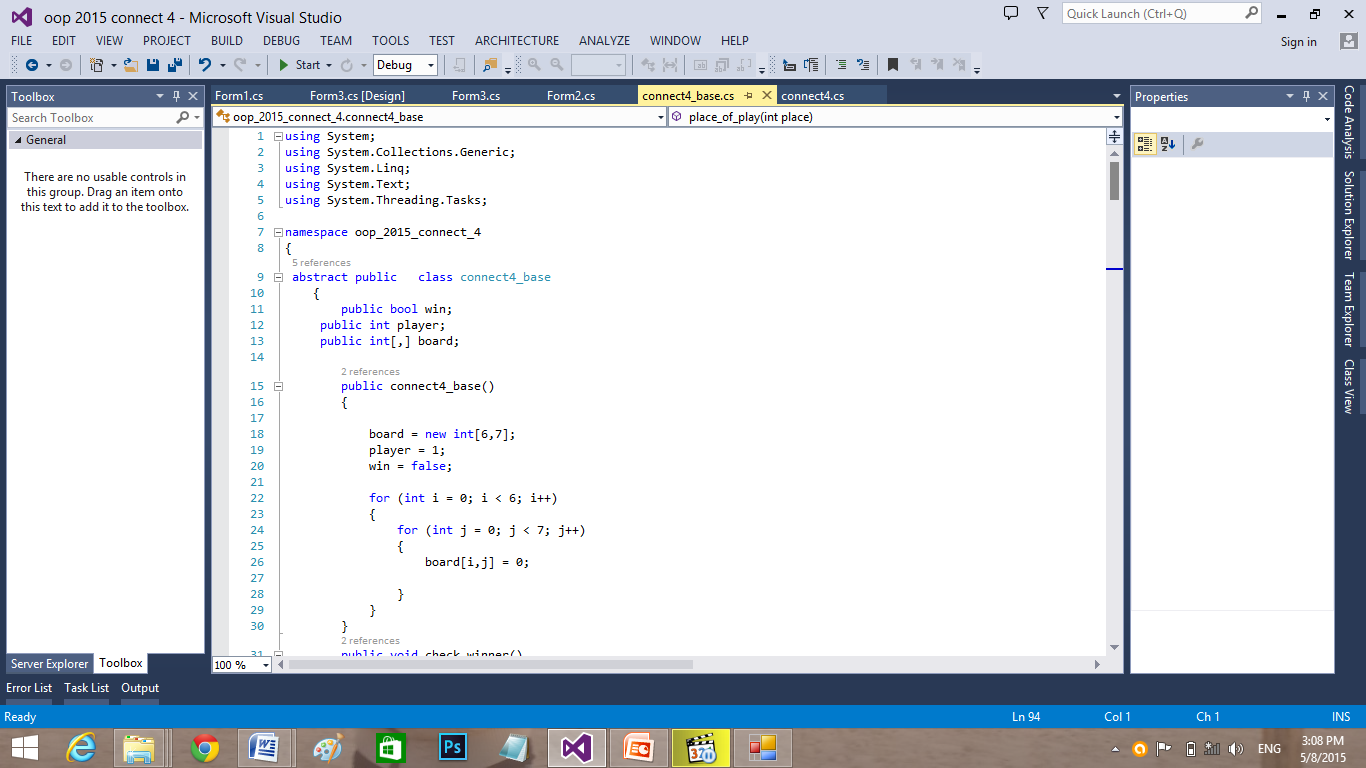 oop 2015 connect 4 - Microsoft Visual Studio
Quick Launch (Ctrl+Q)
FILE EDIT VIEW PROJECT BUILD DEBUG TEAM TOOLS TEST ARCHITECTURE ANALYZE WINDOW HELP
Sign in
Start Debug
Toolbox
Search Toolbox
General
There are no usable controls in
this group. Drag an item onto
this text to add it to the toolbox.
Server Explorer Toolbox
Form1.cs Form3.cs [Design] Form3.cs Form2.cs connect4_base.cs connect4.cs
oop_2015_connect_4.connect4_base place_of_play(int place)
1 using System;
2 using System.Collections.Generic;
3 using System.Linq;
4 using System.Text;
5 using System.Threading.Tasks;
6
7 namespace oop_2015_connect_4
8 {
5 references
9 abstract public   class connect4_base
10 {
11 public bool win;
12 public int player;
13 public int[,] board;
14
2 references
15 public connect4_base()
16 {
17
18 board = new int[6,7];
19 player = 1;
20 win = false;
21
22 for (int i = 0; i < 6; i++)
23 {
24 for (int j = 0; j < 7; j++)
25 {
26 board[i,j] = 0;
27
28 }
29 }
30 }
2 references
31 public void check_winner()
100 %
Properties
Code Analysis
Solution Explorer
Team Explorer
Class View
Error List Task List Output
Ready Ln 94 Col 1 Ch 1 INS
Ps
321
ENG
3:08 PM
5/8/2015